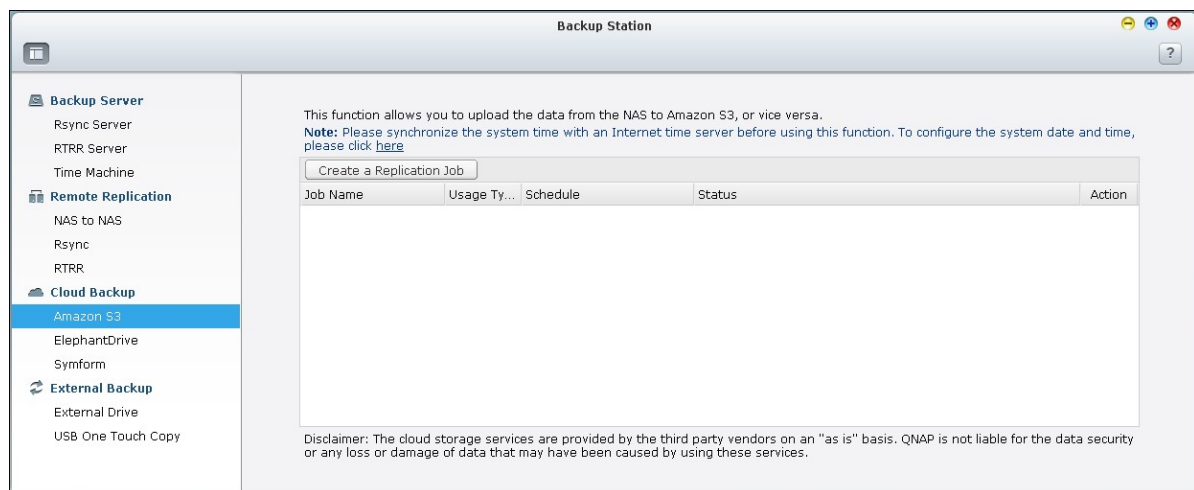 Backup Station
?
Backup Server
Rsync Server
RTRR Server
Time Machine
Remote Replication
NAS to NAS
Rsync
RTRR
Cloud Backup
Amazon S3
ElephantDrive
Symform
External Backup
External Drive
USB One Touch Copy
This function allows you to upload the data from the NAS to Amazon S3, or vice versa.
Note: Please synchronize the system time with an Internet time server before using this function. To configure the system date and time,
please click here
Create a Replication Job
Job Name Usage Ty... Schedule Status Action
Disclaimer: The cloud storage services are provided by the third party vendors on an "as is" basis. QNAP is not liable for the data security
or any loss or damage of data that may have been caused by using these services.